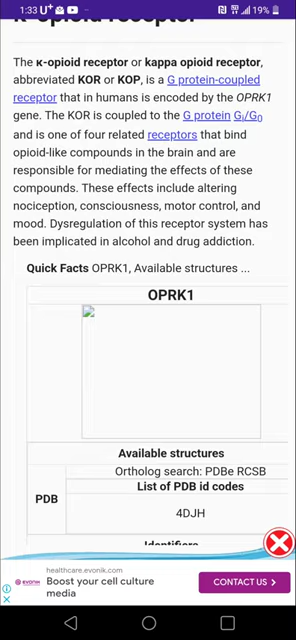 1:33 U+ 19%
κ-opioid receptor
The κ-opioid receptor or kappa opioid receptor,
abbreviated KOR or KOP, is a G protein-coupled
receptor that in humans is encoded by the OPRK1
gene. The KOR is coupled to the G protein Gi/G0
and is one of four related receptors that bind
opioid-like compounds in the brain and are
responsible for mediating the effects of these
compounds. These effects include altering
nociception, consciousness, motor control, and
mood. Dysregulation of this receptor system has
been implicated in alcohol and drug addiction.
Quick Facts OPRK1, Available structures ...
OPRK1
Available structures
Ortholog search: PDBe RCSB
PDB
List of PDB id codes
4DJH
Identifiers
healthcare.evonik.com
EVONIK
Boost your cell culture
media
CONTACT US >